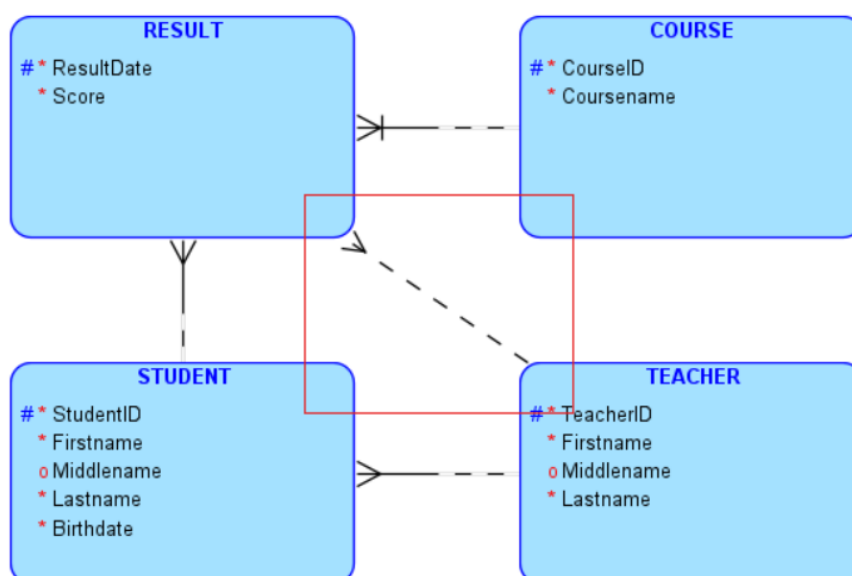 RESULT
#* ResultDate
* Score
COURSE
#* CourseID
* Coursename
STUDENT
#* StudentID
* Firstname
o Middlename
* Lastname
* Birthdate
TEACHER
#* TeacherID
* Firstname
o Middlename
* Lastname